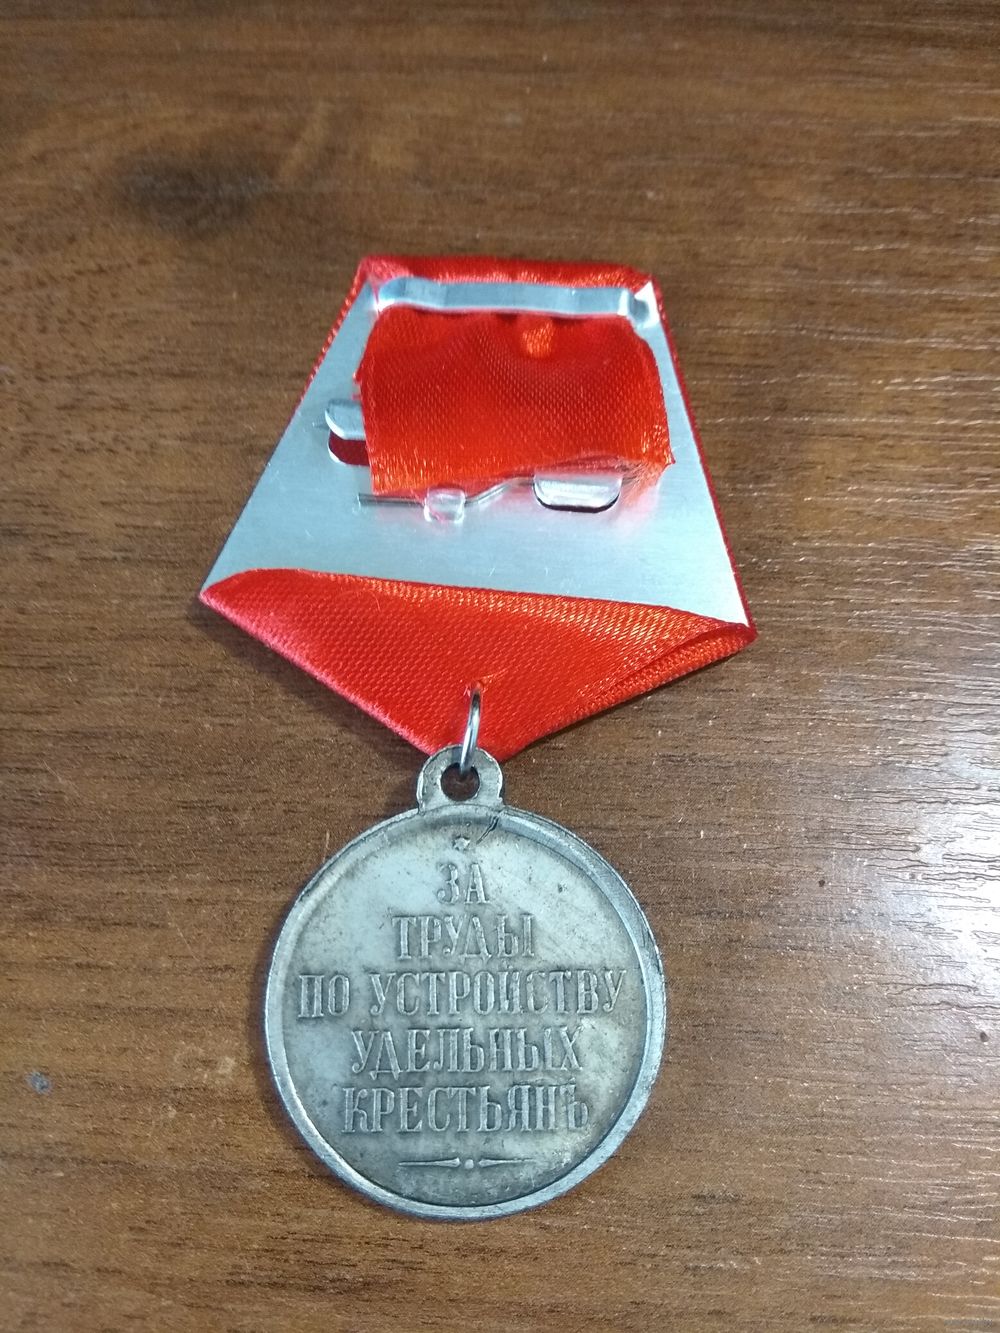 ЗА
ТРУДЫ
ПО УСТРОЙСТВУ
УДЕЛЬНЫХ
КРЕСТЬЯНЪ